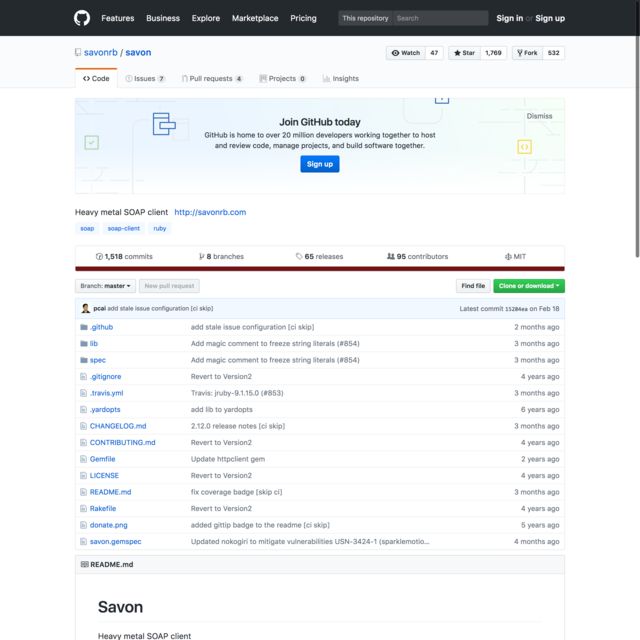 Features Business Explore Marketplace Pricing This repository Search Sign in or Sign up
savonrb / savon Watch 47 Star 1,769 Fork 532
Code Issues 7 Pull requests 4 Projects 0 Insights
Dismiss
Join GitHub today
GitHub is home to over 20 million developers working together to host
and review code, manage projects, and build software together.
Sign up
Heavy metal SOAP client http://savonrb.com
soap soap-client ruby
1,518 commits 8 branches 65 releases 95 contributors MIT
Branch: master New pull request Find file Clone or download
pcai add stale issue configuration [ci skip] Latest commit 15284ea on Feb 18
.github add stale issue configuration [ci skip] 2 months ago
lib Add magic comment to freeze string literals (#854) 3 months ago
spec Add magic comment to freeze string literals (#854) 3 months ago
.gitignore Revert to Version2 4 years ago
.travis.yml Travis: jruby-9.1.15.0 (#853) 3 months ago
.yardopts add lib to yardopts 6 years ago
CHANGELOG.md 2.12.0 release notes [ci skip] 3 months ago
CONTRIBUTING.md Revert to Version2 4 years ago
Gemfile Update httpclient gem 2 years ago
LICENSE Revert to Version2 4 years ago
README.md fix coverage badge [skip ci] 3 months ago
Rakefile Revert to Version2 4 years ago
donate.png added gittip badge to the readme [ci skip] 5 years ago
savon.gemspec Updated nokogiri to mitigate vulnerabilities USN-3424-1 (sparklemotio... 4 months ago
README.md
Savon
Heavy metal SOAP client